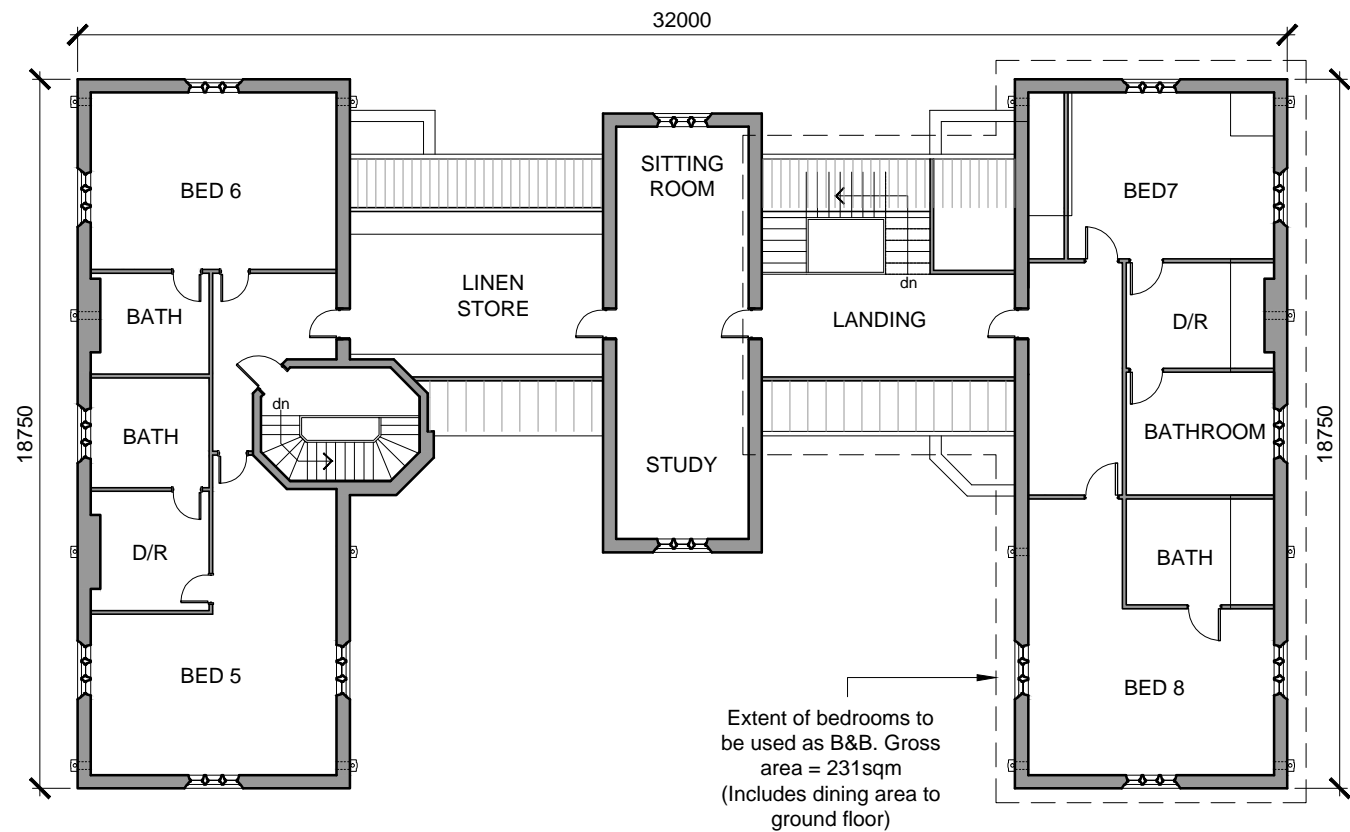 32000
18750
18750
BED 6
SITTING
ROOM
BED7
LINEN
STORE
dn
BATH
LANDING
D/R
dn
BATH
BATHROOM
STUDY
D/R
BATH
BED 5
BED 8
Extent of bedrooms to
be used as B&B. Gross
area = 231sqm
(Includes dining area to
ground floor)